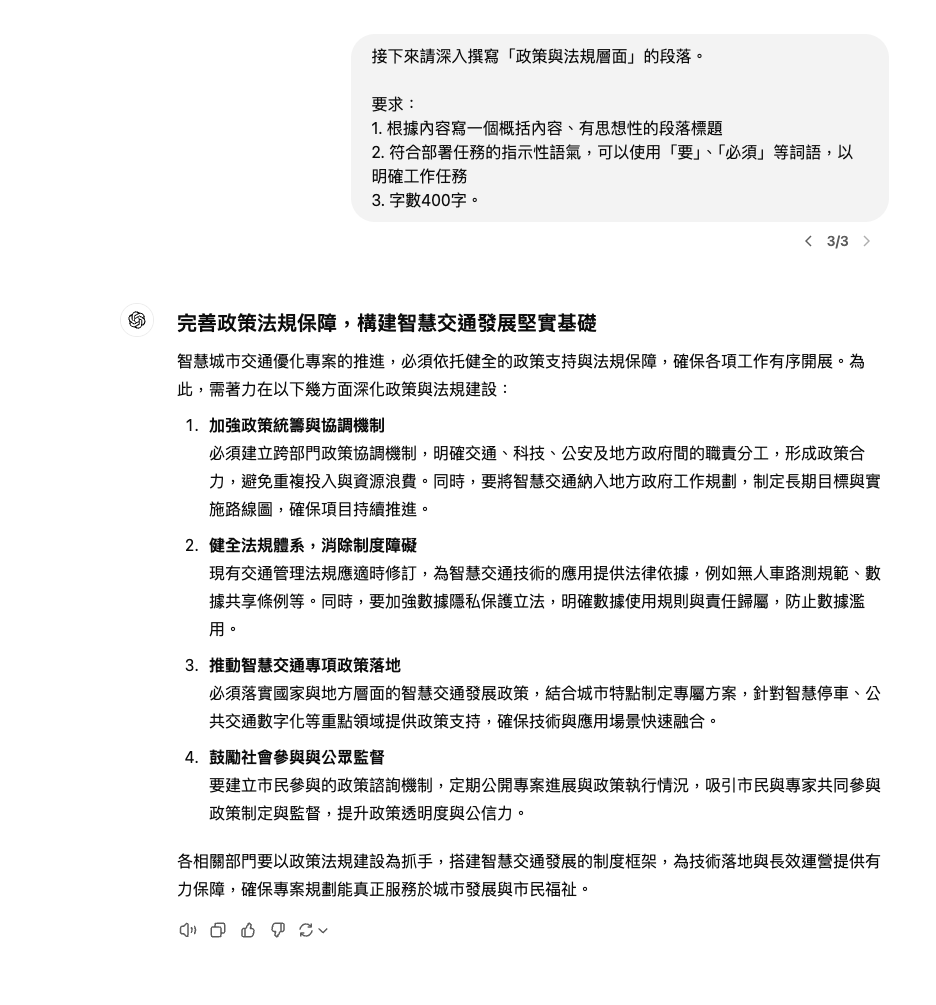 接下來請深入撰寫「政策與法規層面」的段落。
要求：
1. 根據內容寫一個概括內容、有思想性的段落標題
2. 符合部署任務的指示性語氣，可以使用「要」、「必須」等詞語，以
明確工作任務
3. 字數400字。
3/3
完善政策法規保障，構建智慧交通發展堅實基礎
智慧城市交通優化專案的推進，必須依托健全的政策支持與法規保障，確保各項工作有序開展。為
此，需著力在以下幾方面深化政策與法規建設：
1. 加強政策統籌與協調機制
必須建立跨部門政策協調機制，明確交通、科技、公安及地方政府間的職責分工，形成政策合
力，避免重複投入與資源浪費。同時，要將智慧交通納入地方政府工作規劃，制定長期目標與實
施路線圖，確保項目持續推進。
2. 健全法規體系，消除制度障礙
現有交通管理法規應適時修訂，為智慧交通技術的應用提供法律依據，例如無人車路測規範、數
據共享條例等。同時，要加強數據隱私保護立法，明確數據使用規則與責任歸屬，防止數據濫
用。
3. 推動智慧交通專項政策落地
必須落實國家與地方層面的智慧交通發展政策，結合城市特點制定專屬方案，針對智慧停車、公
共交通數字化等重點領域提供政策支持，確保技術與應用場景快速融合。
4. 鼓勵社會參與與公眾監督
要建立市民參與的政策諮詢機制，定期公開專案進展與政策執行情況，吸引市民與專家共同參與
政策制定與監督，提升政策透明度與公信力。
各相關部門要以政策法規建設為抓手，搭建智慧交通發展的制度框架，為技術落地與長效運營提供有
力保障，確保專案規劃能真正服務於城市發展與市民福祉。